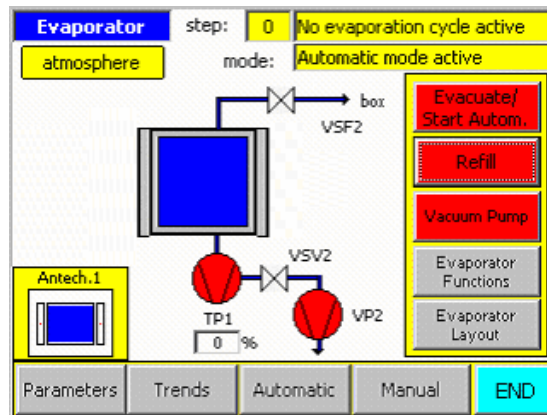 Evaporator
step:
0
No evaporation cycle active
atmosphere
mode:
Automatic mode active
box
VSF2
Evacuate/
Start Autom.
Refill
Vacuum Pump
VSV2
Evaporator
Functions
Antech.1
TP1
VP2
Evaporator
Layout
0 %
Parameters
Trends
Automatic
Manual
END